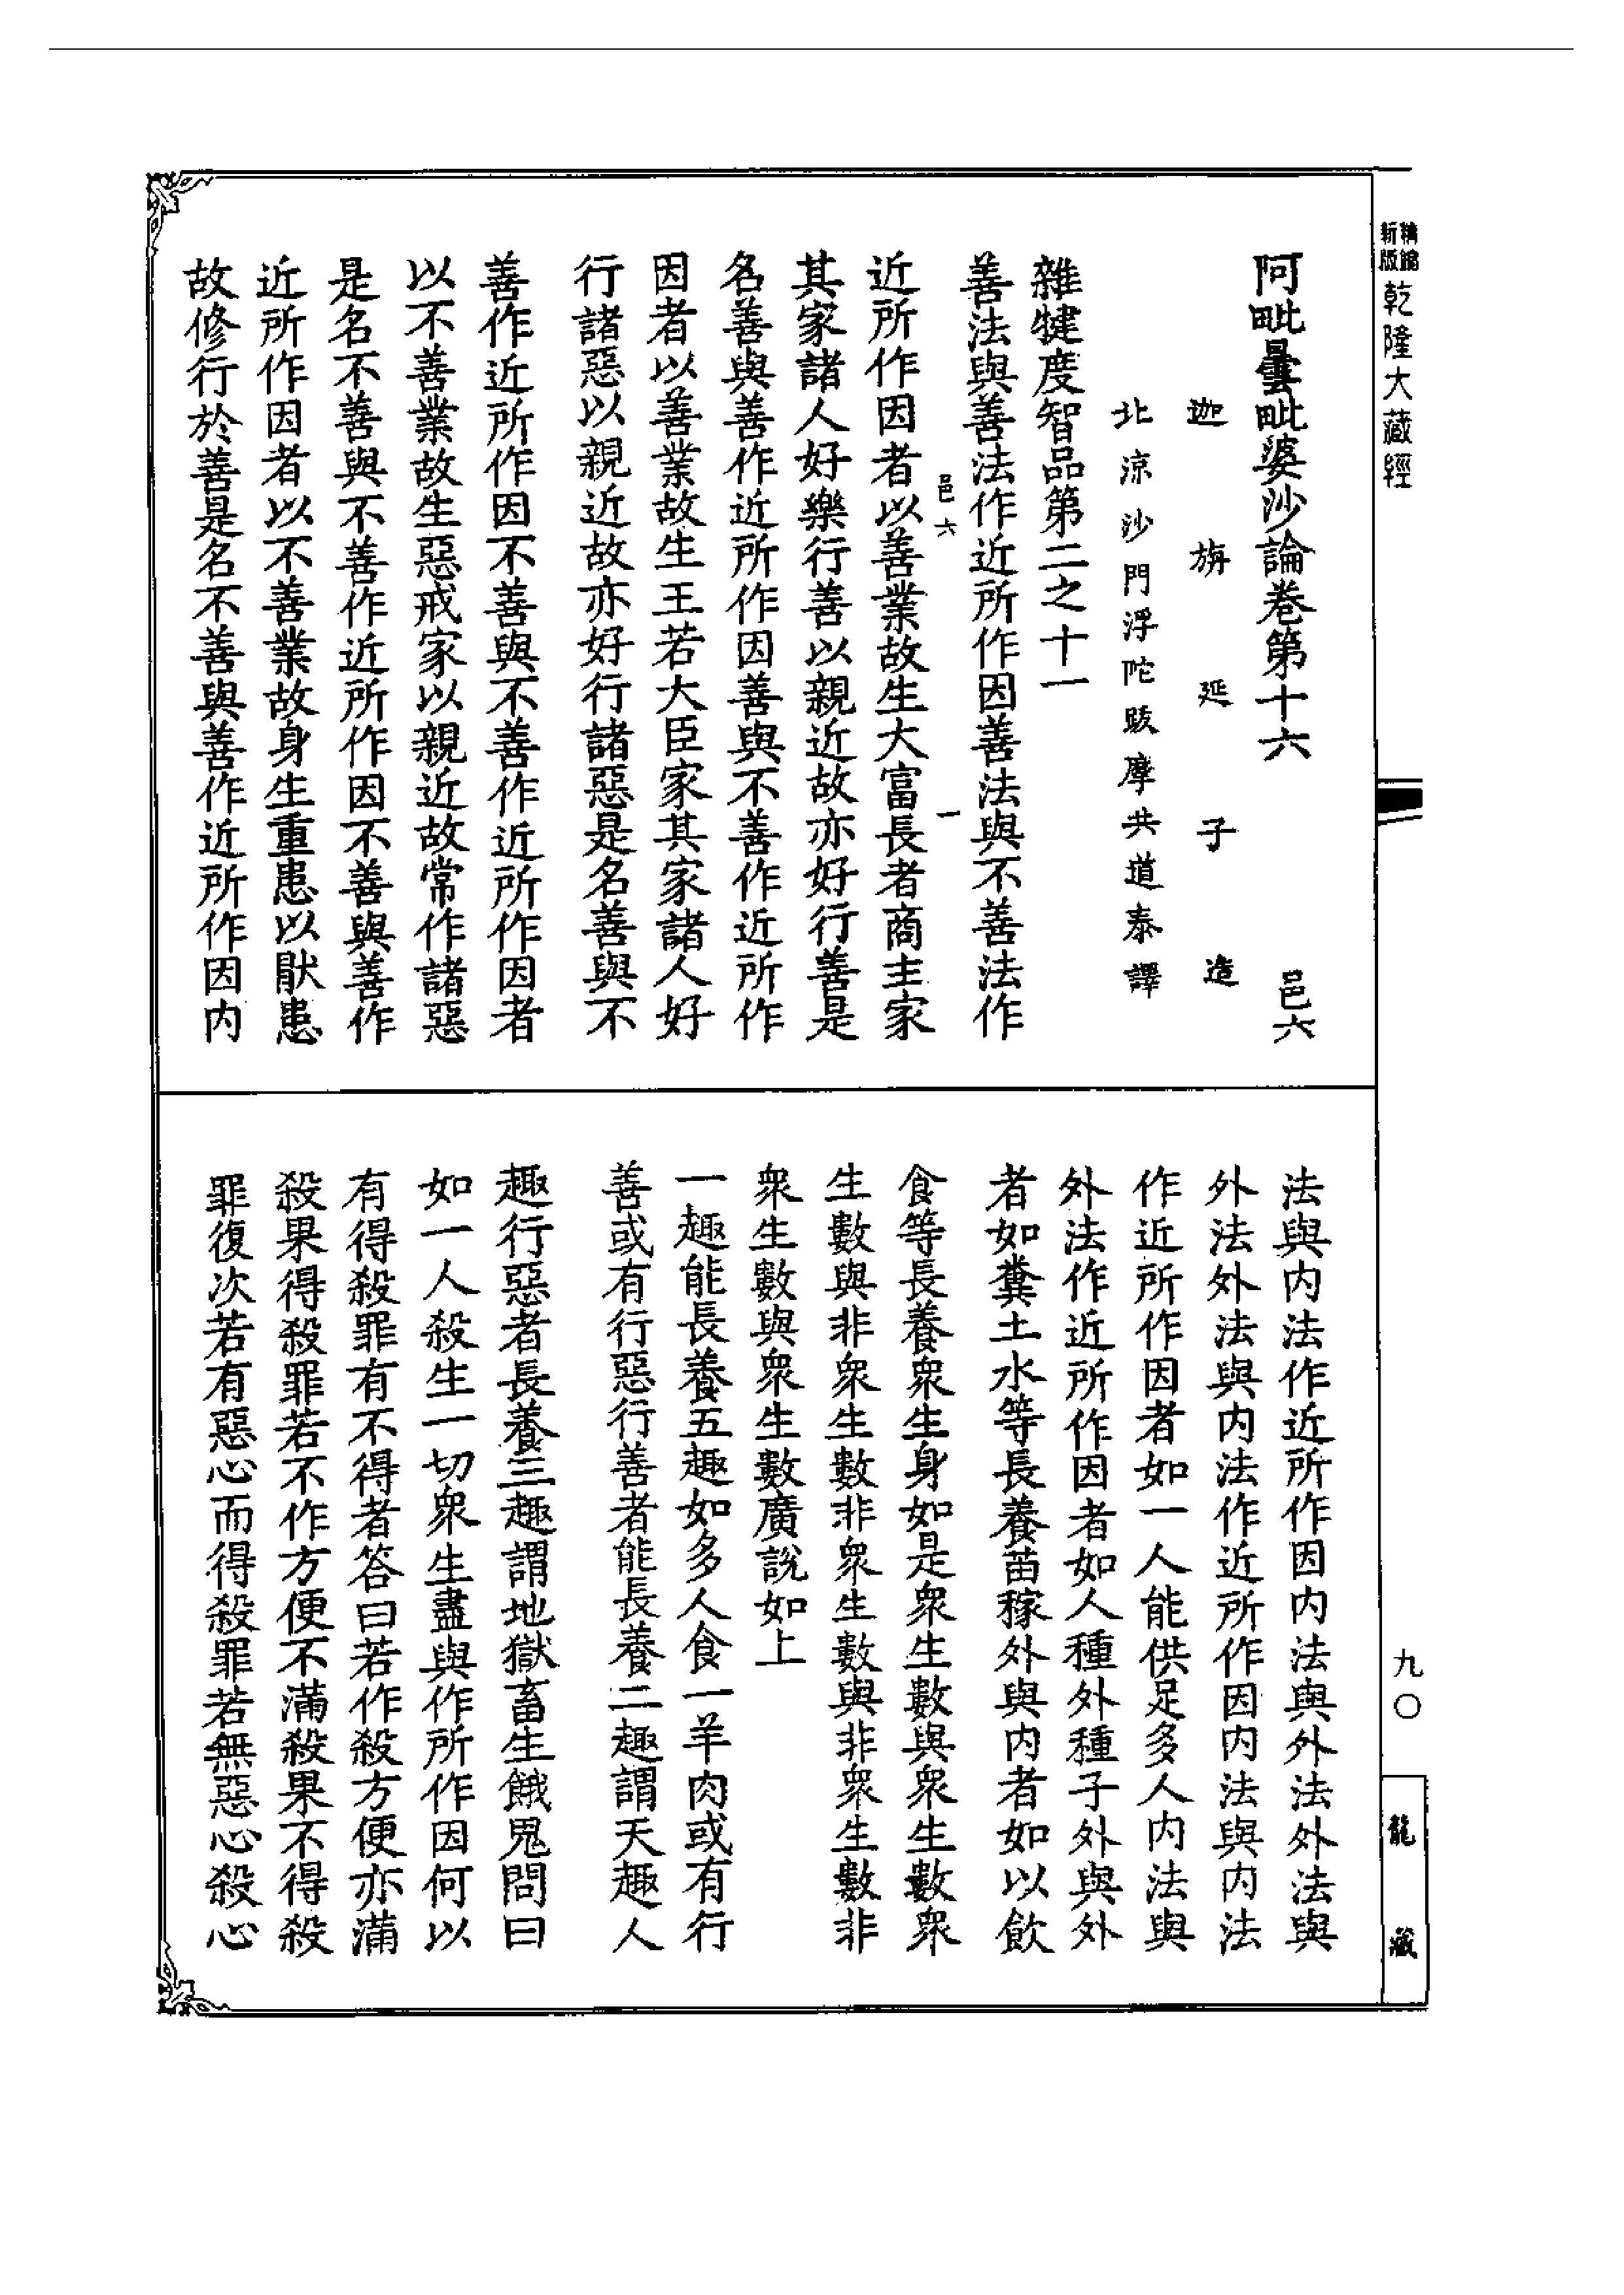 精縮
新版
乾隆大藏經
九〇
龍藏
阿毗曇毗婆沙論卷第十六 邑六
迦旃延子造
北涼沙門浮陀跋摩共道泰譯
雜犍度智品第二之十一
善法與善法作近所作因善法與不善法作
邑六 一
近所作因者以善業故生大富長者商主家
其家諸人好樂行善以親近故亦好行善是
名善與善作近所作因善與不善作近所作
因者以善業故生王若大臣家其家諸人好
行諸惡以親近故亦好行諸惡是名善與不
善作近所作因不善與不善作近所作因者
以不善業故生惡戒家以親近故常作諸惡
是名不善與不善作近所作因不善與善作
近所作因者以不善業故身生重患以猒患
故修行於善是名不善與善作近所作因內
法與內法作近所作因內法與外法外法與
外法外法與內法作近所作因內法與內法
作近所作因者如一人能供足多人內法與
外法作近所作因者如人種外種子外與外
者如糞土水等長養苗稼外與內者如以飲
食等長養衆生身如是衆生數與衆生數衆
生數與非衆生數非衆生數與非衆生數非
衆生數與衆生數廣說如上
一趣能長養五趣如多人食一羊肉或有行
善或有行惡行善者能長養二趣謂天趣人
趣行惡者長養三趣謂地獄畜生餓鬼問曰
如一人殺生一切衆生盡與作所作因何以
有得殺罪有不得者答曰若作殺方便亦滿
殺果得殺罪若不作方便不滿殺果不得殺
罪復次若有惡心而得殺罪若無惡心殺心